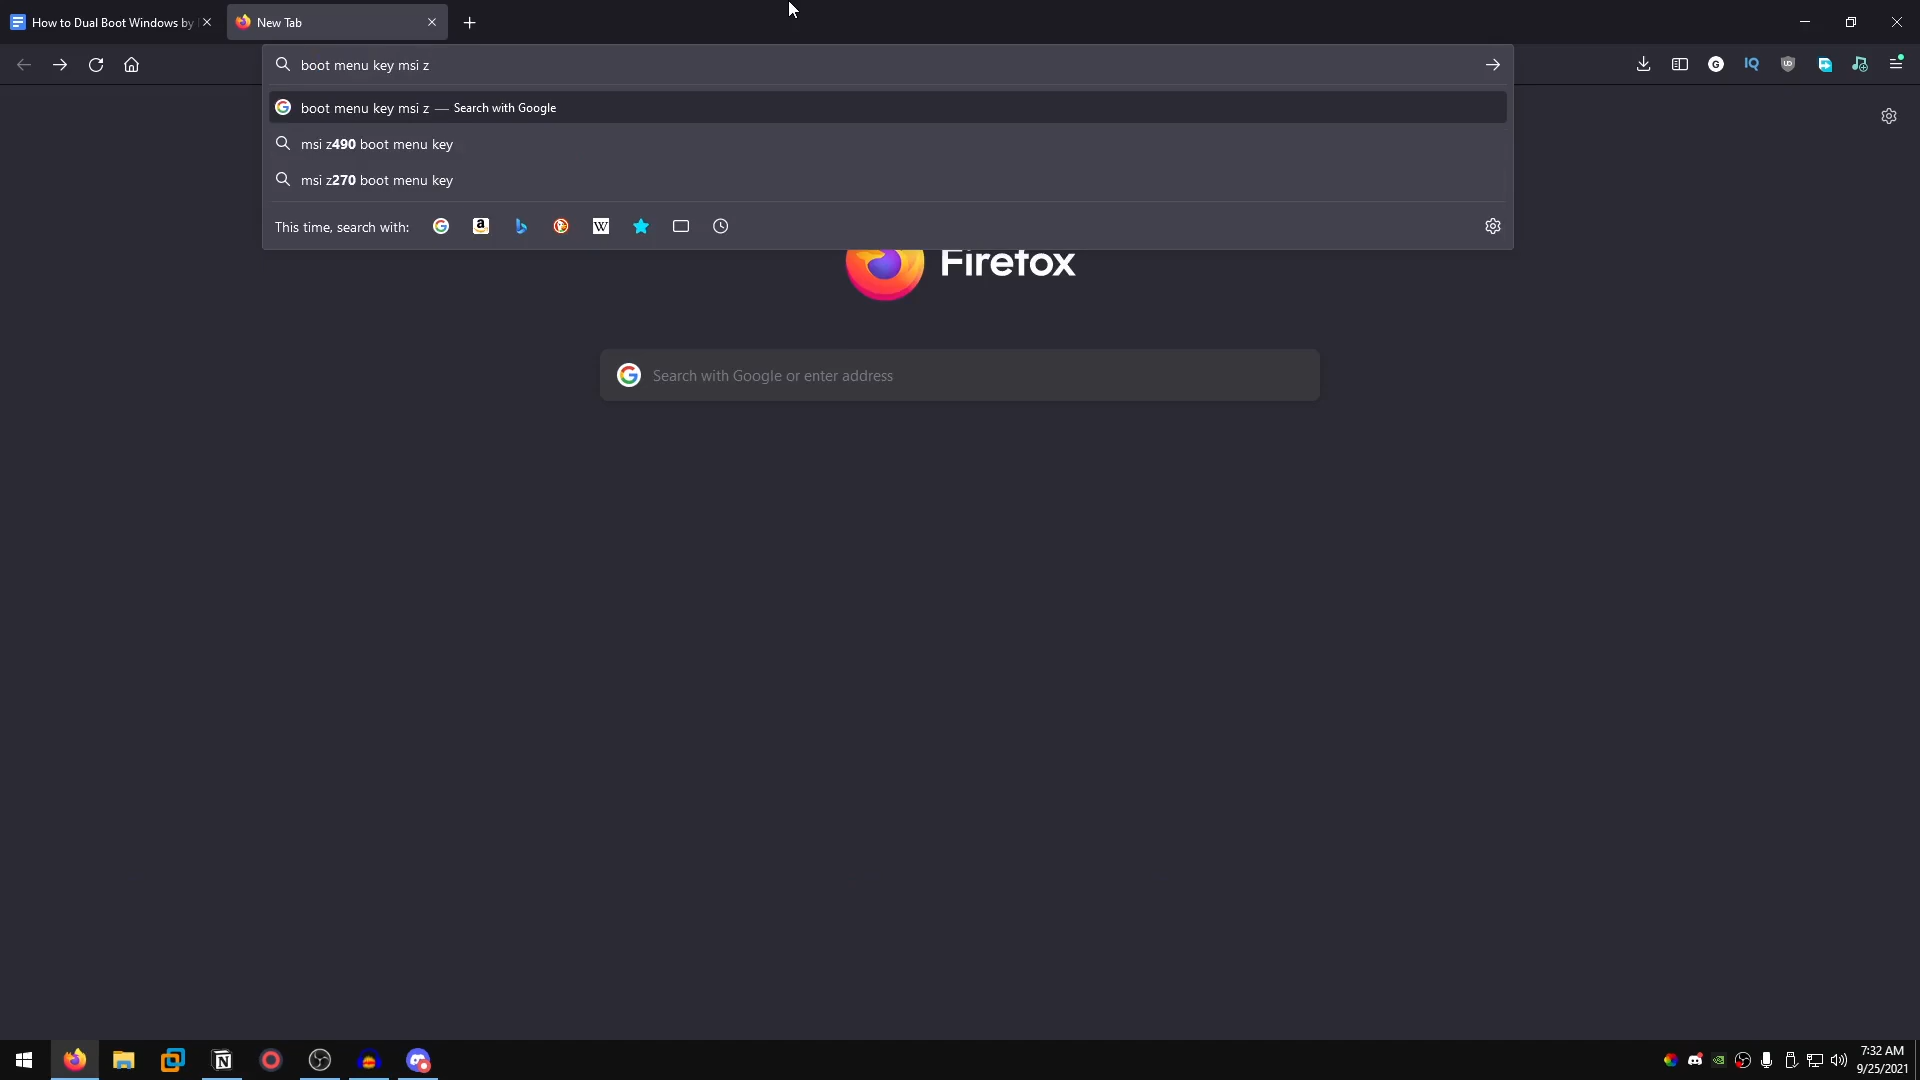 How to Dual Boot Windows by
New Tab
boot menu key msi z
boot menu key msi z — Search with Google
msi z490 boot menu key
msi z270 boot menu key
This time, search with:
Firefox
Search with Google or enter address
7:32 AM
9/25/2021